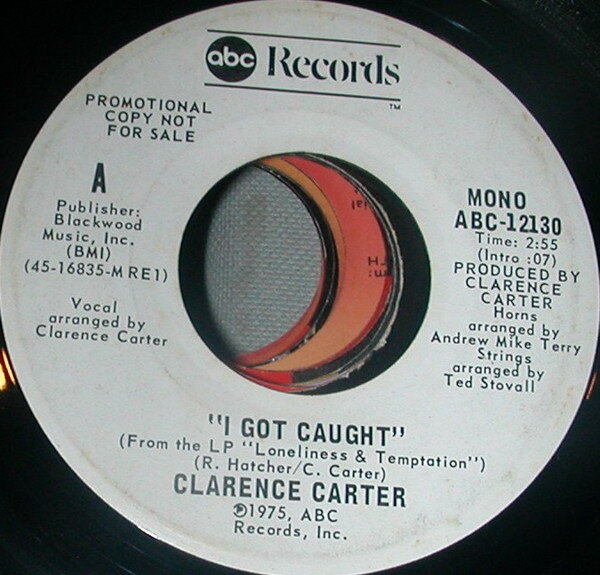 abc Records
TM
PROMOTIONAL
COPY NOT
FOR SALE
A
Publisher:
Blackwood
Music, Inc.
(BMI)
(45-16835-MRE1)
Vocal
arranged by
Clarence Carter
MONO
ABC-12130
Time: 2:55
(Intro :07)
PRODUCED BY
CLARENCE
CARTER
Horns
arranged by
Andrew Mike Terry
Strings
arranged by
Ted Stovall
"I GOT CAUGHT"
(From the LP "Loneliness & Temptation")
(R. Hatcher/C. Carter)
CLARENCE CARTER
℗1975, ABC
Records, Inc.